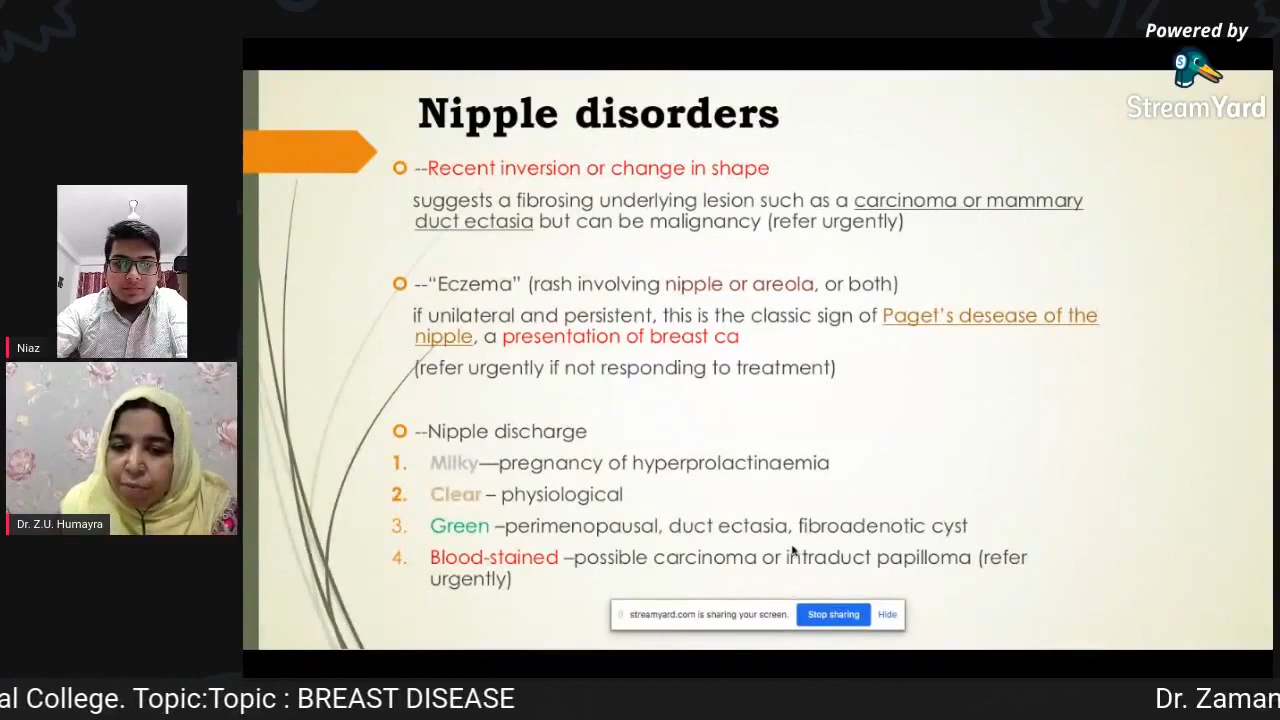 Powered by
StreamYard
Nipple disorders
--Recent inversion or change in shape
suggests a fibrosing underlying lesion such as a carcinoma or mammary
duct ectasia but can be malignancy (refer urgently)
--“Eczema” (rash involving nipple or areola, or both)
if unilateral and persistent, this is the classic sign of Paget’s desease of the
nipple, a presentation of breast ca
(refer urgently if not responding to treatment)
--Nipple discharge
1. Milky—pregnancy of hyperprolactinaemia
2. Clear – physiological
3. Green –perimenopausal, duct ectasia, fibroadenotic cyst
4. Blood-stained –possible carcinoma or intraduct papilloma (refer
urgently)
streamyard.com is sharing your screen. Stop sharing Hide
Niaz
Dr. Z.U. Humayra
al College. Topic:Topic : BREAST DISEASE Dr. Zaman